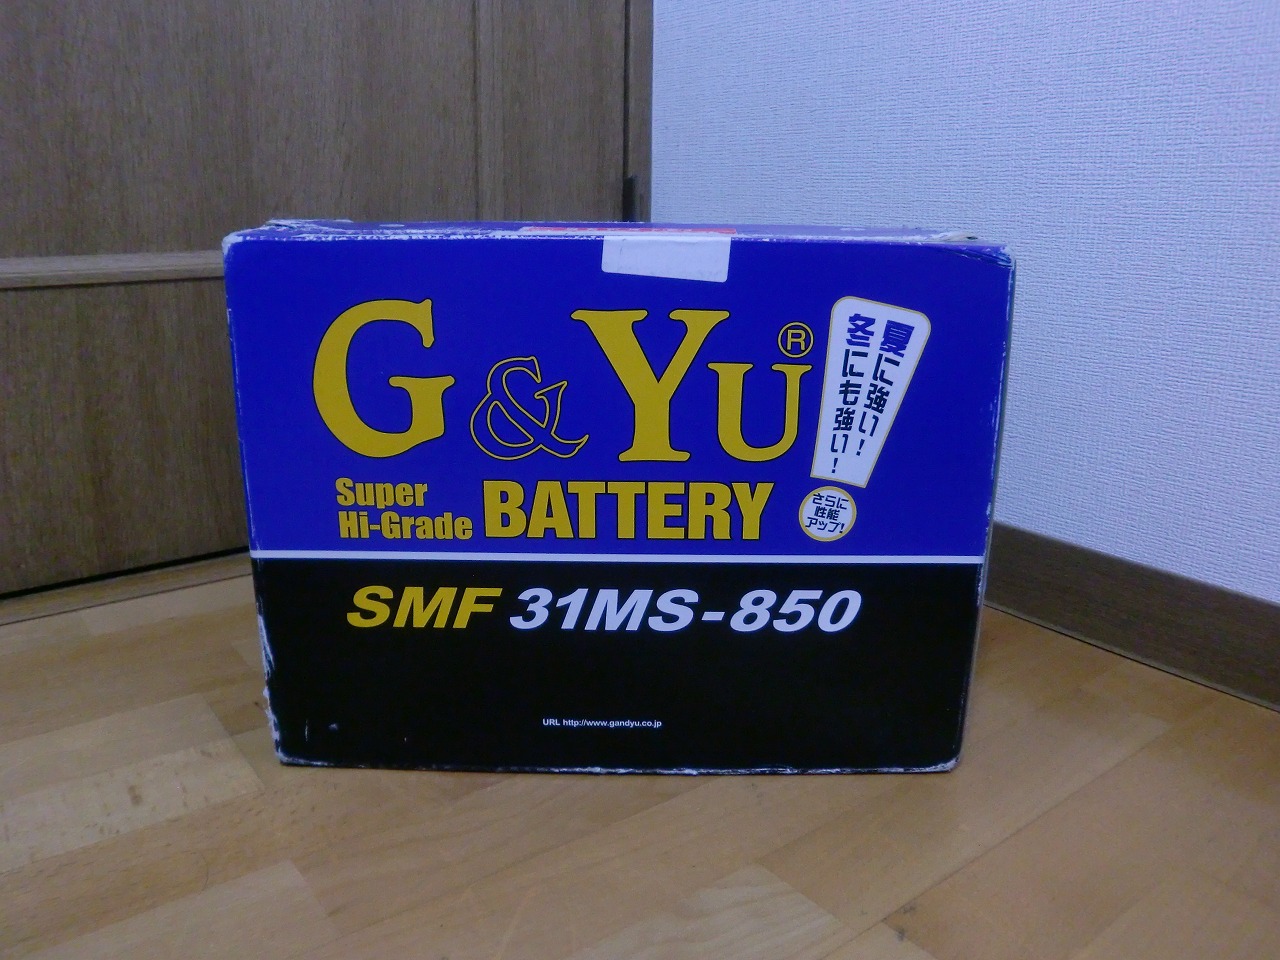 G&Yu®
夏に強い!
冬にも強い!
さらに
性能
アップ!
Super
Hi-Grade BATTERY
SMF 31MS-850
URL http://www.gandyu.co.jp